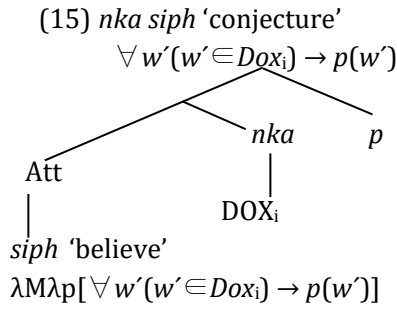 (15) nka siph ‘conjecture’
∀w′(w′∈Doxi) → p(w′)
nka p
Att
DOXi
siph ‘believe’
λMλp[∀w′(w′∈Doxi) → p(w′)]